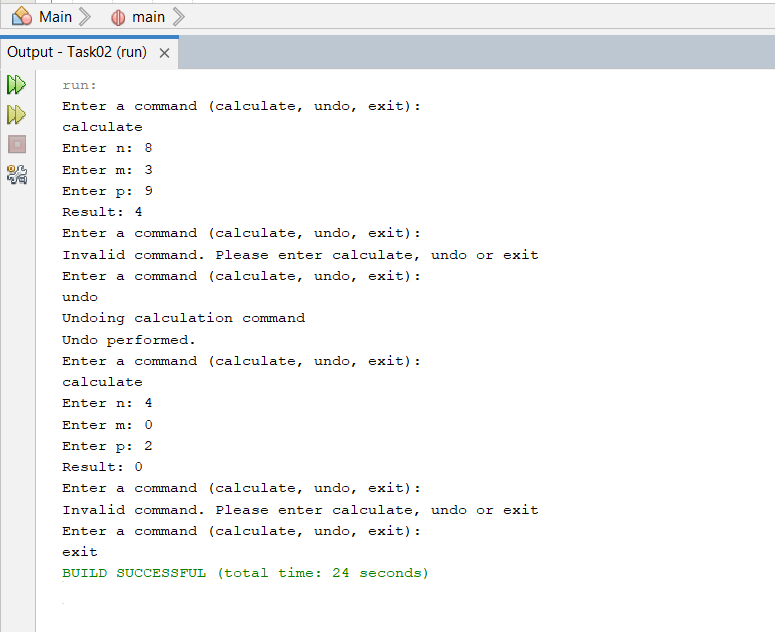 Main main
Output - Task02 (run)
run:
Enter a command (calculate, undo, exit):
calculate
Enter n: 8
Enter m: 3
Enter p: 9
Result: 4
Enter a command (calculate, undo, exit):
Invalid command. Please enter calculate, undo or exit
Enter a command (calculate, undo, exit):
undo
Undoing calculation command
Undo performed.
Enter a command (calculate, undo, exit):
calculate
Enter n: 4
Enter m: 0
Enter p: 2
Result: 0
Enter a command (calculate, undo, exit):
Invalid command. Please enter calculate, undo or exit
Enter a command (calculate, undo, exit):
exit
BUILD SUCCESSFUL (total time: 24 seconds)